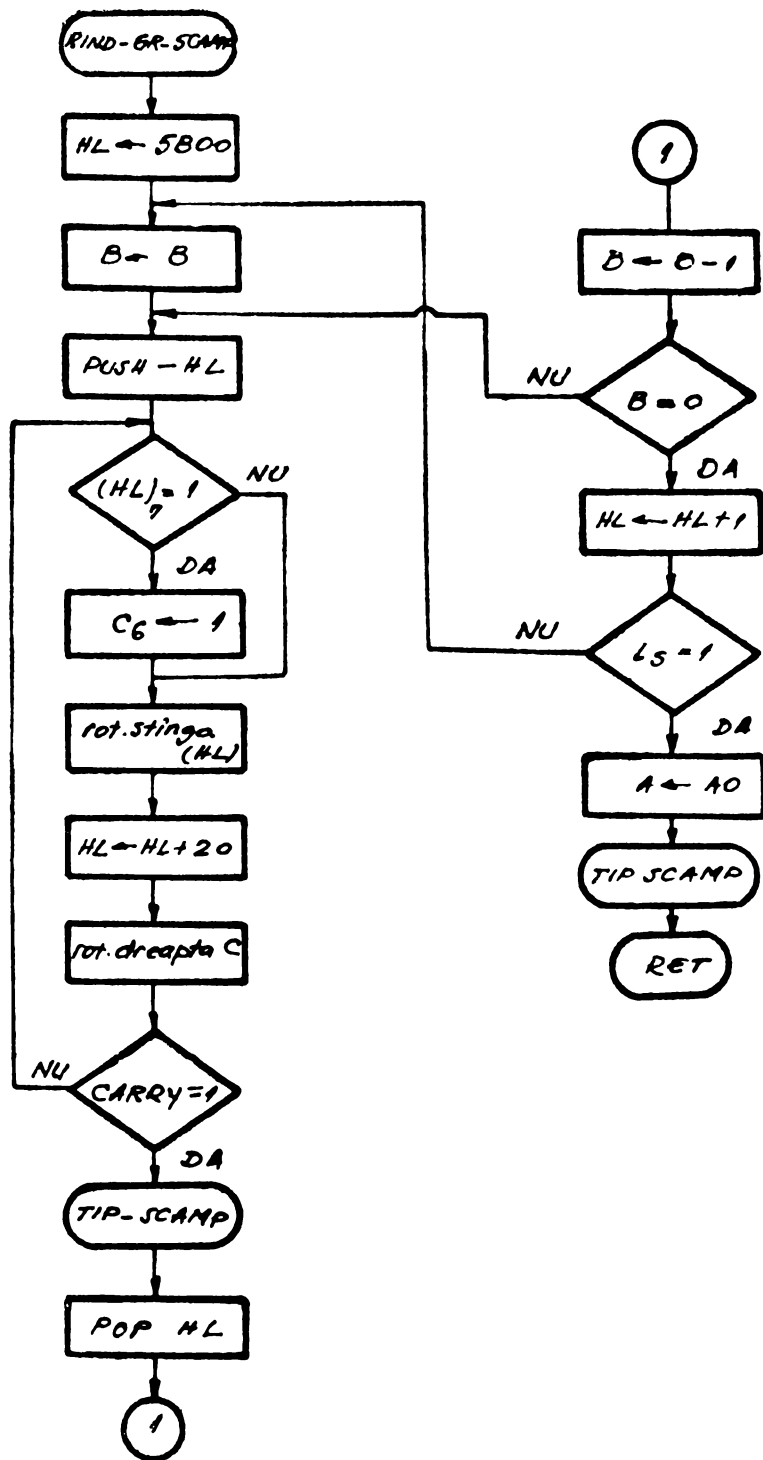 RIND-GR-SCAMP
HL ← 5800
B ← 8
PUSH - HL
(HL)₇ = 1
NU
DA
C₆ ← 1
rot. stinga
(HL)
HL ← HL + 20
rot. dreapta C
CARRY = 1
NU
DA
TIP-SCAMP
POP HL
1
1
B ← B - 1
B = 0
NU
DA
HL ← HL + 1
L₅ = 1
NU
DA
A ← A0
TIP SCAMP
RET